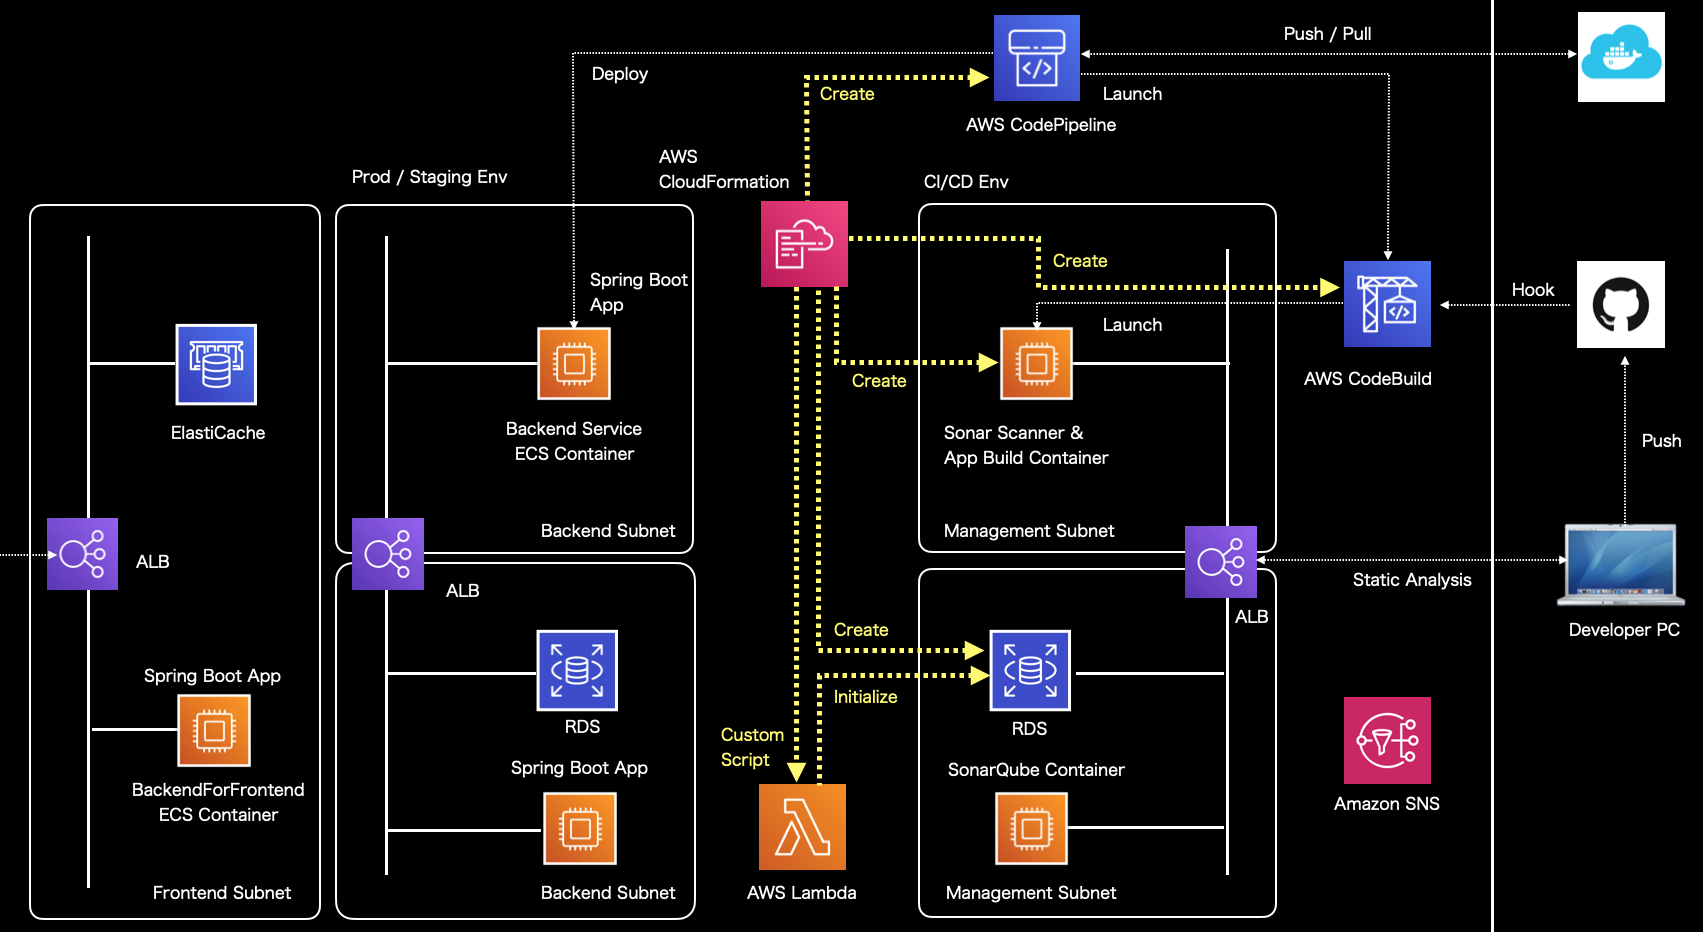 Push / Pull
Deploy
Create
Launch
AWS CodePipeline
AWS
CloudFormation
Prod / Staging Env
CI/CD Env
Create
Spring Boot
App
Hook
Launch
Create
AWS CodeBuild
ElastiCache
Backend Service
ECS Container
Sonar Scanner &
App Build Container
Push
Backend Subnet
Management Subnet
ALB
ALB
Static Analysis
ALB
Developer PC
Create
Initialize
Spring Boot App
RDS
RDS
Custom
Script
Spring Boot App
SonarQube Container
BackendForFrontend
ECS Container
Amazon SNS
Frontend Subnet
Backend Subnet
AWS Lambda
Management Subnet